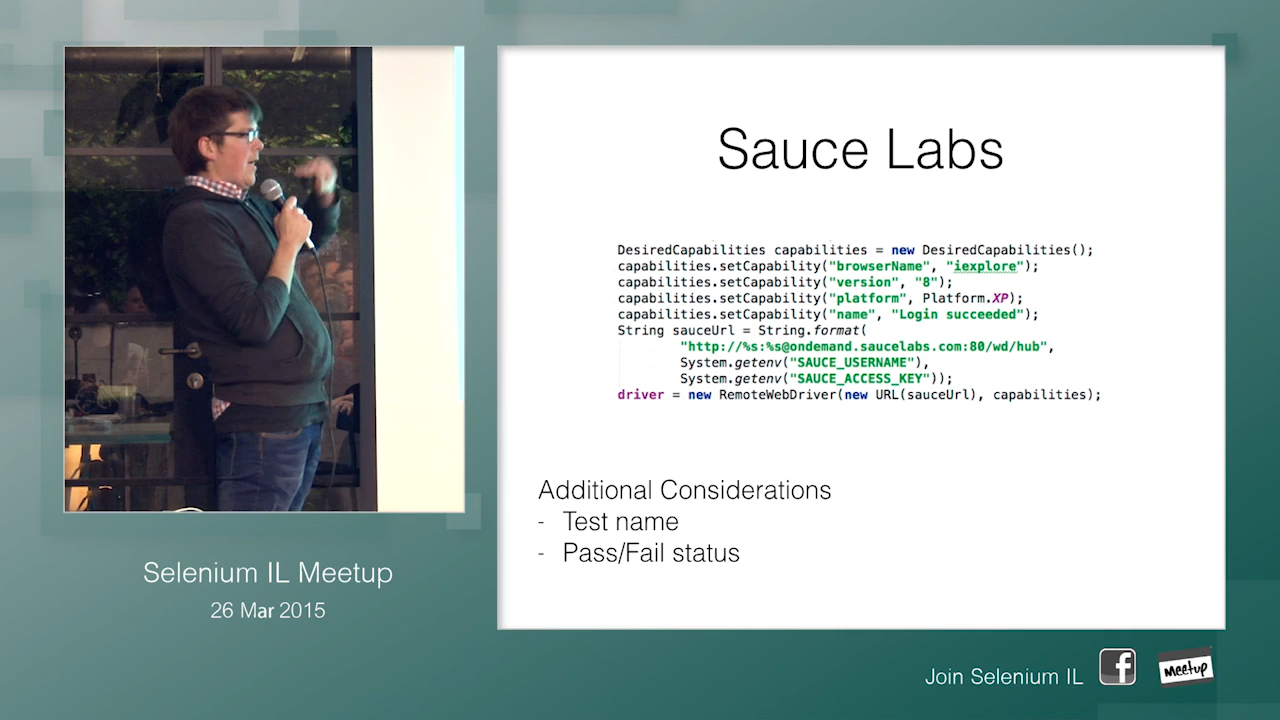 Sauce Labs
DesiredCapabilities capabilities = new DesiredCapabilities();
capabilities.setCapability("browserName", "iexplore");
capabilities.setCapability("version", "8");
capabilities.setCapability("platform", Platform.XP);
capabilities.setCapability("name", "Login succeeded");
String sauceUrl = String.format(
"http://%s:%s@ondemand.saucelabs.com:80/wd/hub",
System.getenv("SAUCE_USERNAME"),
System.getenv("SAUCE_ACCESS_KEY"));
driver = new RemoteWebDriver(new URL(sauceUrl), capabilities);
Additional Considerations
- Test name
- Pass/Fail status
Selenium IL Meetup
26 Mar 2015
Join Selenium IL
f
Meetup